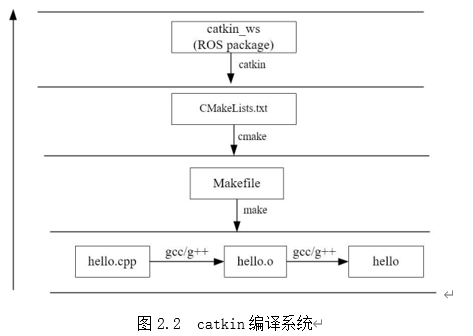 catkin_ws
(ROS package)
catkin
CMakeLists.txt
cmake
Makefile
make
hello.cpp gcc/g++ hello.o gcc/g++ hello
图 2.2 catkin 编译系统